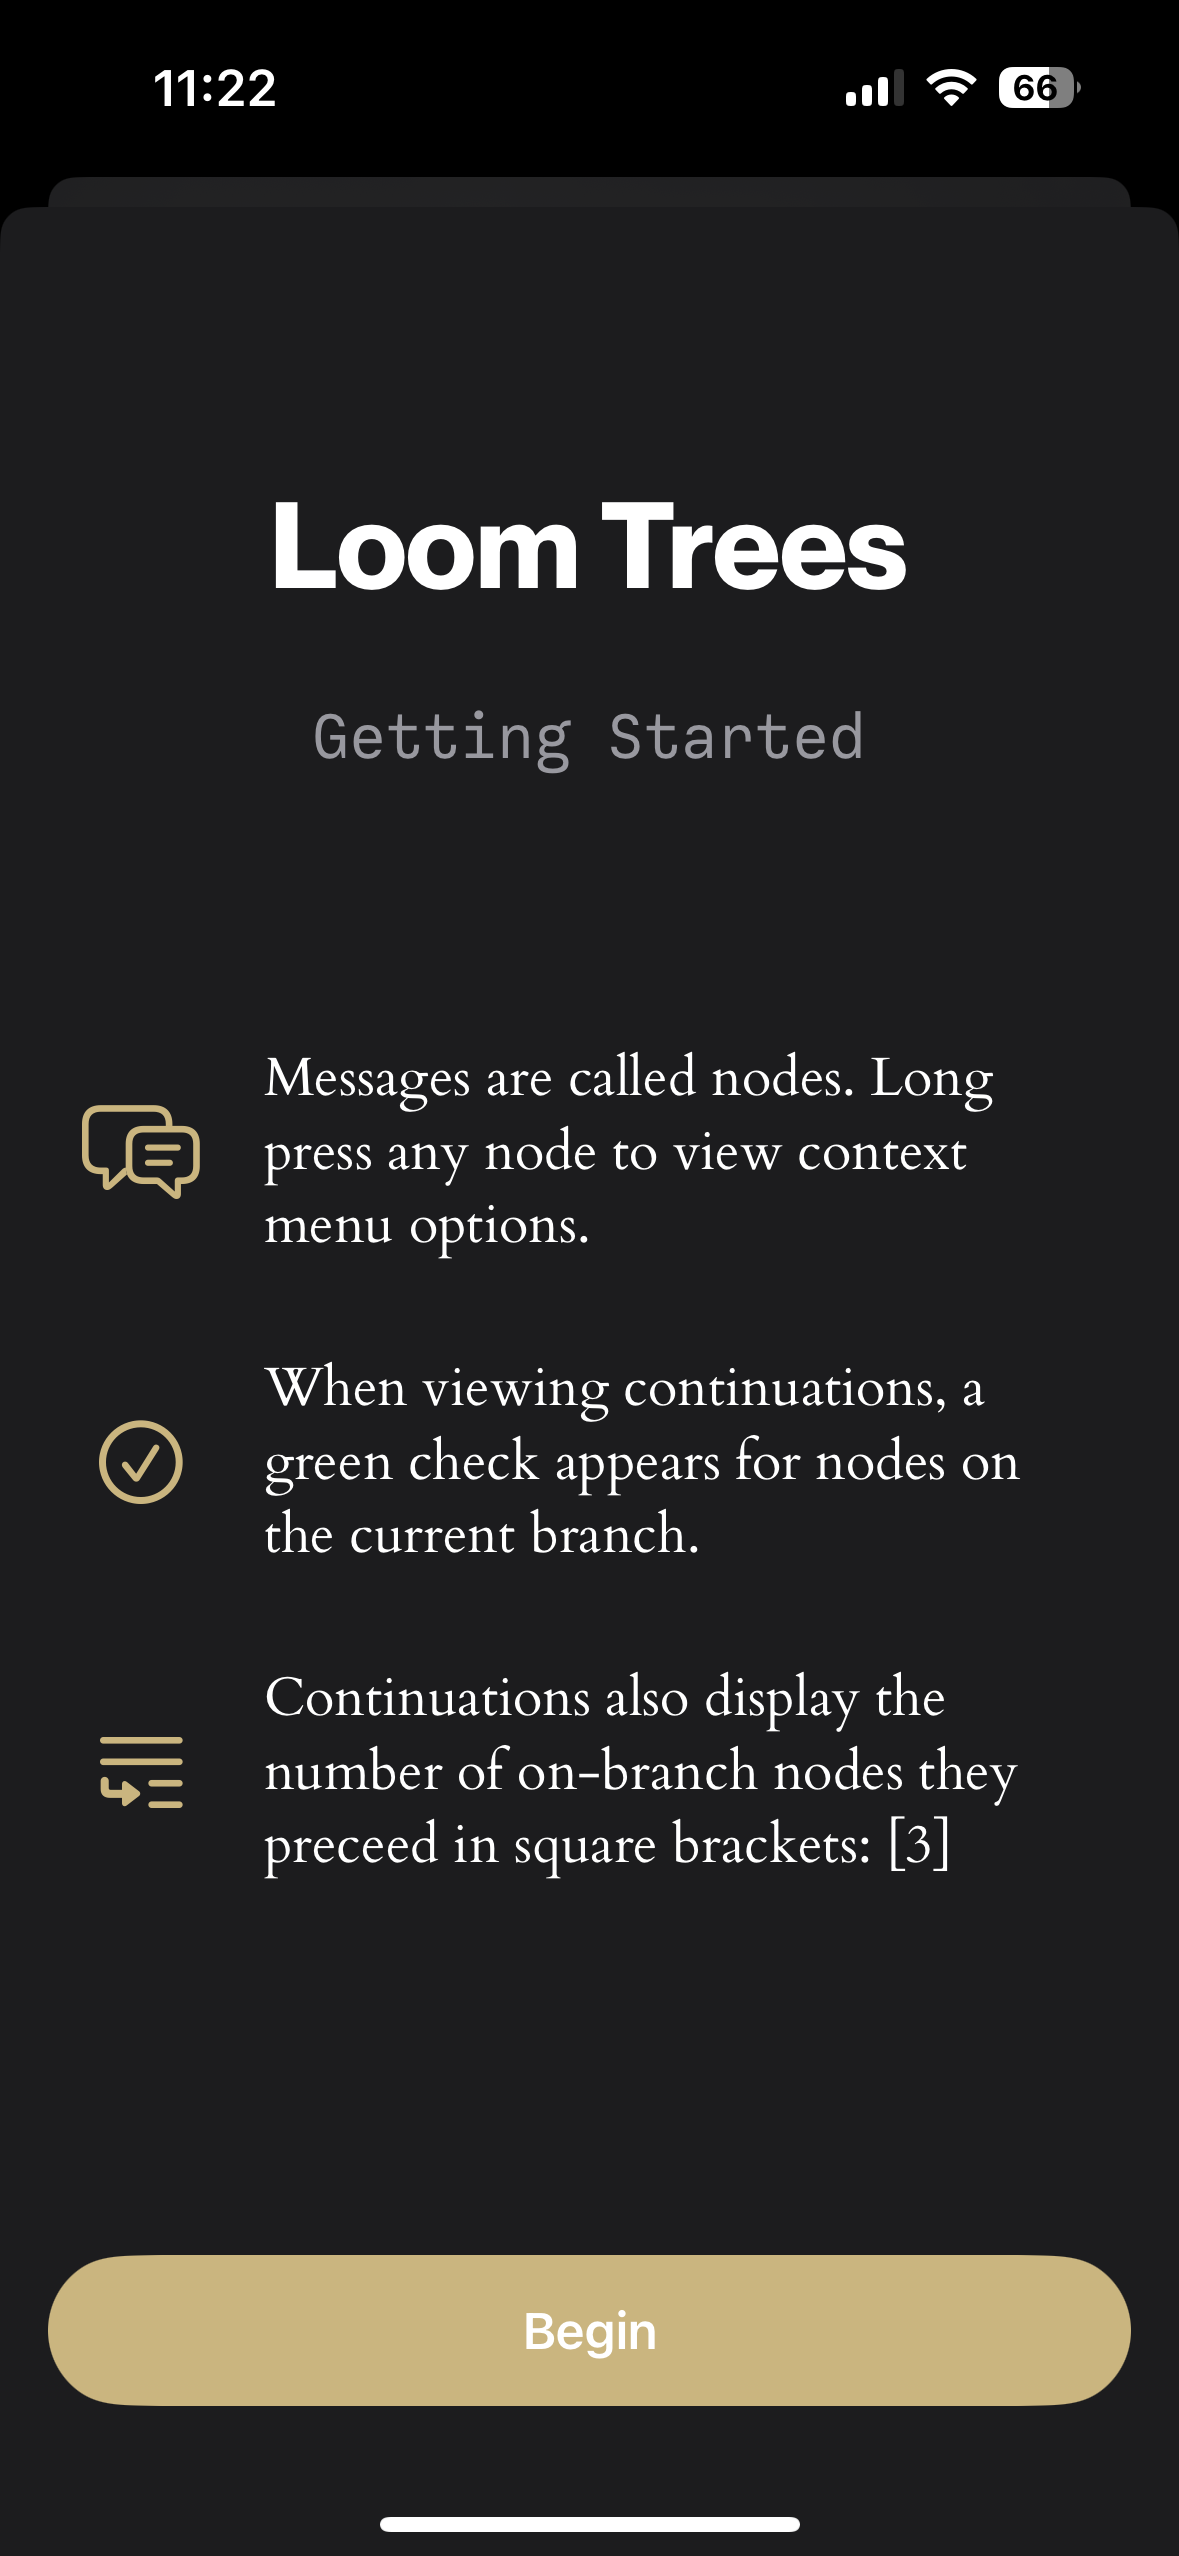 11:22
66
Loom Trees
Getting Started
Messages are called nodes. Long
press any node to view context
menu options.
When viewing continuations, a
green check appears for nodes on
the current branch.
Continuations also display the
number of on-branch nodes they
preceed in square brackets: [3]
Begin